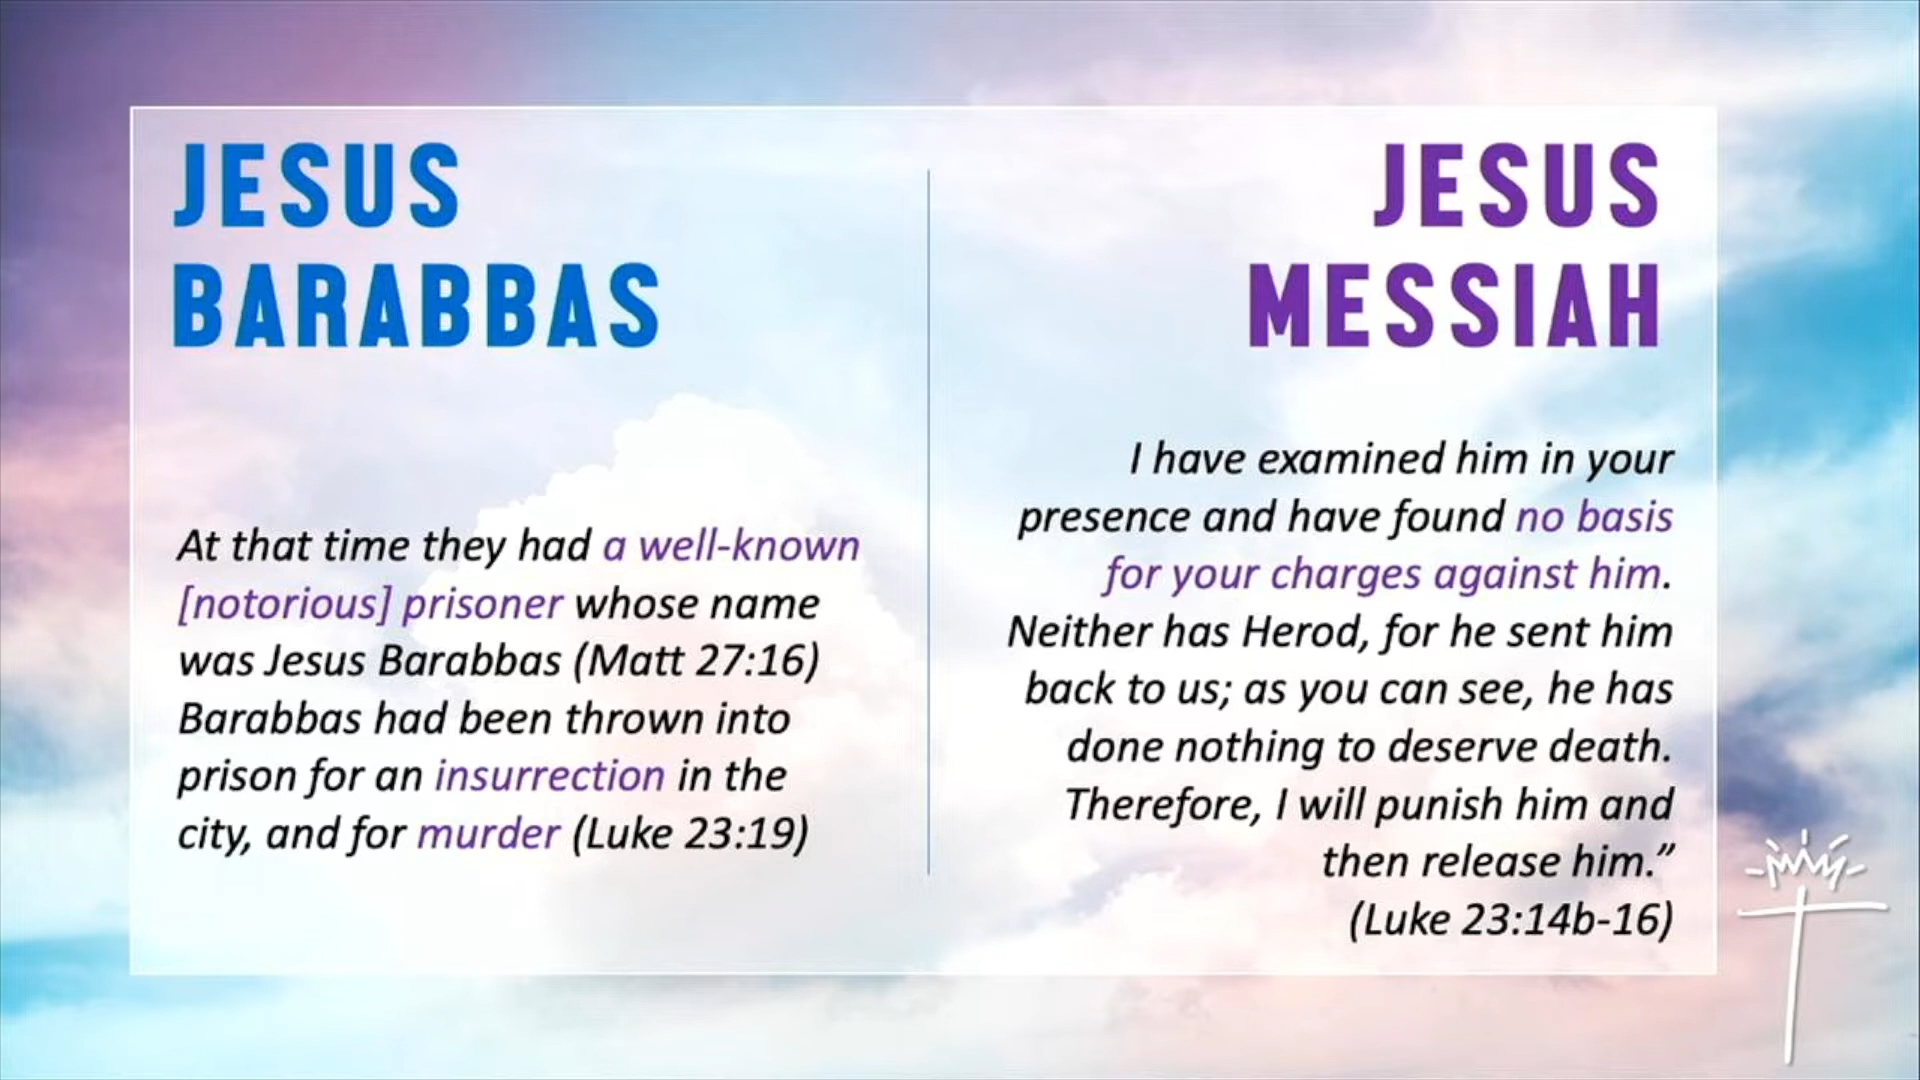 JESUS
BARABBAS
At that time they had a well-known
[notorious] prisoner whose name
was Jesus Barabbas (Matt 27:16)
Barabbas had been thrown into
prison for an insurrection in the
city, and for murder (Luke 23:19)
JESUS
MESSIAH
I have examined him in your
presence and have found no basis
for your charges against him.
Neither has Herod, for he sent him
back to us; as you can see, he has
done nothing to deserve death.
Therefore, I will punish him and
then release him.”
(Luke 23:14b-16)